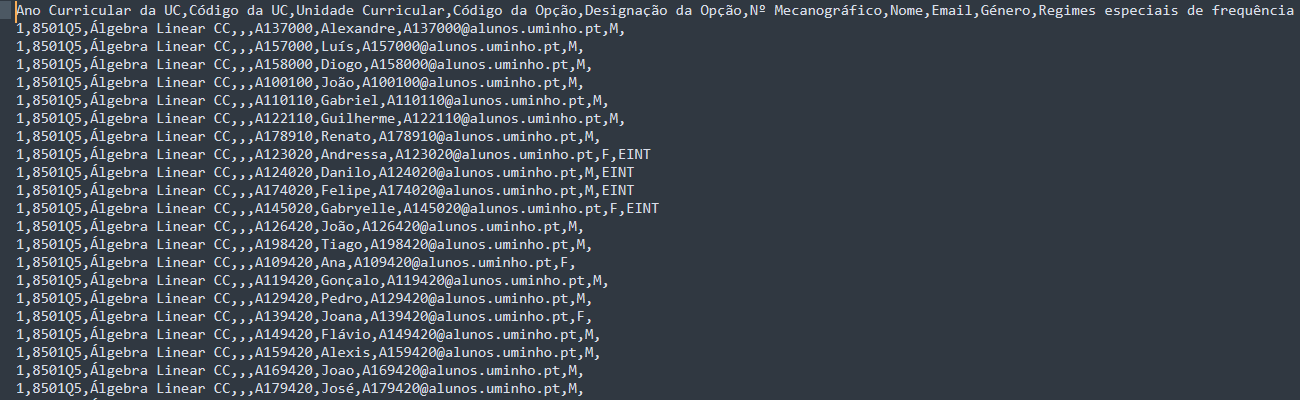 Ano Curricular da UC,Código da UC,Unidade Curricular,Código da Opção,Designação da Opção,Nº Mecanográfico,Nome,Email,Género,Regimes especiais de frequência
1,8501Q5,Álgebra Linear CC,,,A137000,Alexandre,A137000@alunos.uminho.pt,M,
1,8501Q5,Álgebra Linear CC,,,A157000,Luís,A157000@alunos.uminho.pt,M,
1,8501Q5,Álgebra Linear CC,,,A158000,Diogo,A158000@alunos.uminho.pt,M,
1,8501Q5,Álgebra Linear CC,,,A100100,João,A100100@alunos.uminho.pt,M,
1,8501Q5,Álgebra Linear CC,,,A110110,Gabriel,A110110@alunos.uminho.pt,M,
1,8501Q5,Álgebra Linear CC,,,A122110,Guilherme,A122110@alunos.uminho.pt,M,
1,8501Q5,Álgebra Linear CC,,,A178910,Renato,A178910@alunos.uminho.pt,M,
1,8501Q5,Álgebra Linear CC,,,A123020,Andressa,A123020@alunos.uminho.pt,F,EINT
1,8501Q5,Álgebra Linear CC,,,A124020,Danilo,A124020@alunos.uminho.pt,M,EINT
1,8501Q5,Álgebra Linear CC,,,A174020,Felipe,A174020@alunos.uminho.pt,M,EINT
1,8501Q5,Álgebra Linear CC,,,A145020,Gabryelle,A145020@alunos.uminho.pt,F,EINT
1,8501Q5,Álgebra Linear CC,,,A126420,João,A126420@alunos.uminho.pt,M,
1,8501Q5,Álgebra Linear CC,,,A198420,Tiago,A198420@alunos.uminho.pt,M,
1,8501Q5,Álgebra Linear CC,,,A109420,Ana,A109420@alunos.uminho.pt,F,
1,8501Q5,Álgebra Linear CC,,,A119420,Gonçalo,A119420@alunos.uminho.pt,M,
1,8501Q5,Álgebra Linear CC,,,A129420,Pedro,A129420@alunos.uminho.pt,M,
1,8501Q5,Álgebra Linear CC,,,A139420,Joana,A139420@alunos.uminho.pt,F,
1,8501Q5,Álgebra Linear CC,,,A149420,Flávio,A149420@alunos.uminho.pt,M,
1,8501Q5,Álgebra Linear CC,,,A159420,Alexis,A159420@alunos.uminho.pt,M,
1,8501Q5,Álgebra Linear CC,,,A169420,Joao,A169420@alunos.uminho.pt,M,
1,8501Q5,Álgebra Linear CC,,,A179420,José,A179420@alunos.uminho.pt,M,